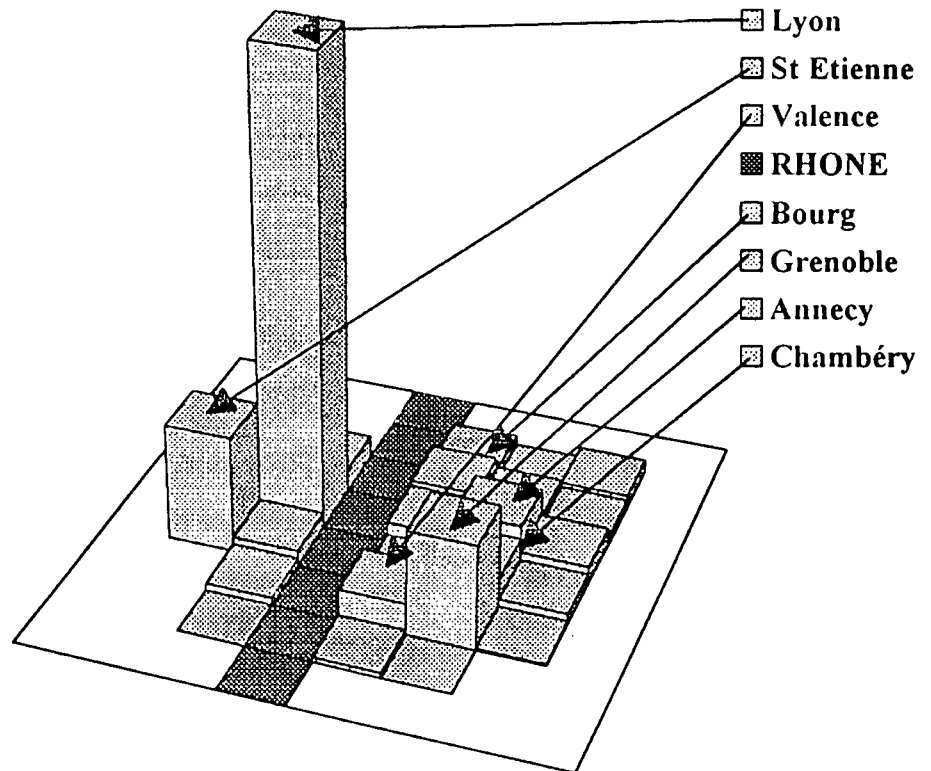 Lyon
St Etienne
Valence
RHONE
Bourg
Grenoble
Annecy
Chambéry